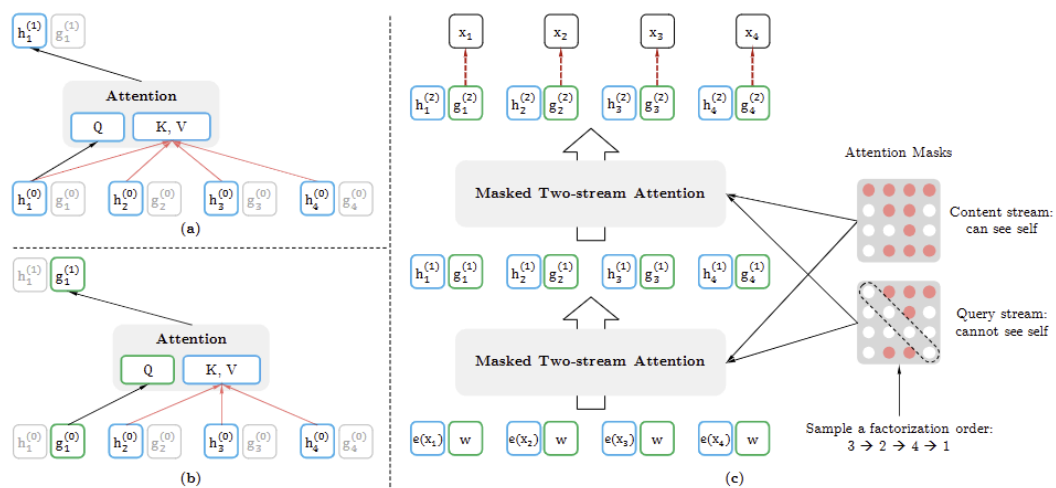 h₁⁽¹⁾ g₁⁽¹⁾
Attention
Q K, V
h₁⁽⁰⁾ g₁⁽⁰⁾ h₂⁽⁰⁾ g₂⁽⁰⁾ h₃⁽⁰⁾ g₃⁽⁰⁾ h₄⁽⁰⁾ g₄⁽⁰⁾
(a)
h₁⁽¹⁾ g₁⁽¹⁾
Attention
Q K, V
h₁⁽⁰⁾ g₁⁽⁰⁾ h₂⁽⁰⁾ g₂⁽⁰⁾ h₃⁽⁰⁾ g₃⁽⁰⁾ h₄⁽⁰⁾ g₄⁽⁰⁾
(b)
x₁ x₂ x₃ x₄
h₁⁽²⁾ g₁⁽²⁾ h₂⁽²⁾ g₂⁽²⁾ h₃⁽²⁾ g₃⁽²⁾ h₄⁽²⁾ g₄⁽²⁾
Masked Two-stream Attention
h₁⁽¹⁾ g₁⁽¹⁾ h₂⁽¹⁾ g₂⁽¹⁾ h₃⁽¹⁾ g₃⁽¹⁾ h₄⁽¹⁾ g₄⁽¹⁾
Masked Two-stream Attention
e(x₁) w e(x₂) w e(x₃) w e(x₄) w
Attention Masks
Content stream:
can see self
Query stream:
cannot see self
Sample a factorization order:
3 → 2 → 4 → 1
(c)